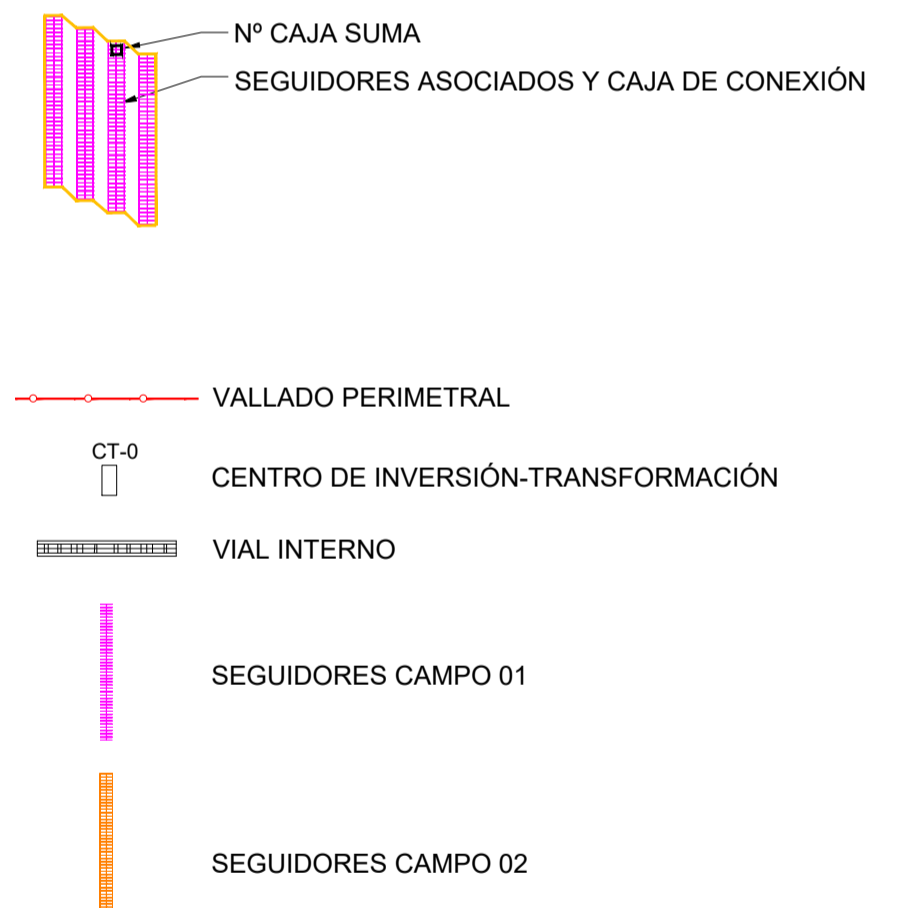 Nº CAJA SUMA
SEGUIDORES ASOCIADOS Y CAJA DE CONEXIÓN
VALLADO PERIMETRAL
CT-0
CENTRO DE INVERSIÓN-TRANSFORMACIÓN
VIAL INTERNO
SEGUIDORES CAMPO 01
SEGUIDORES CAMPO 02